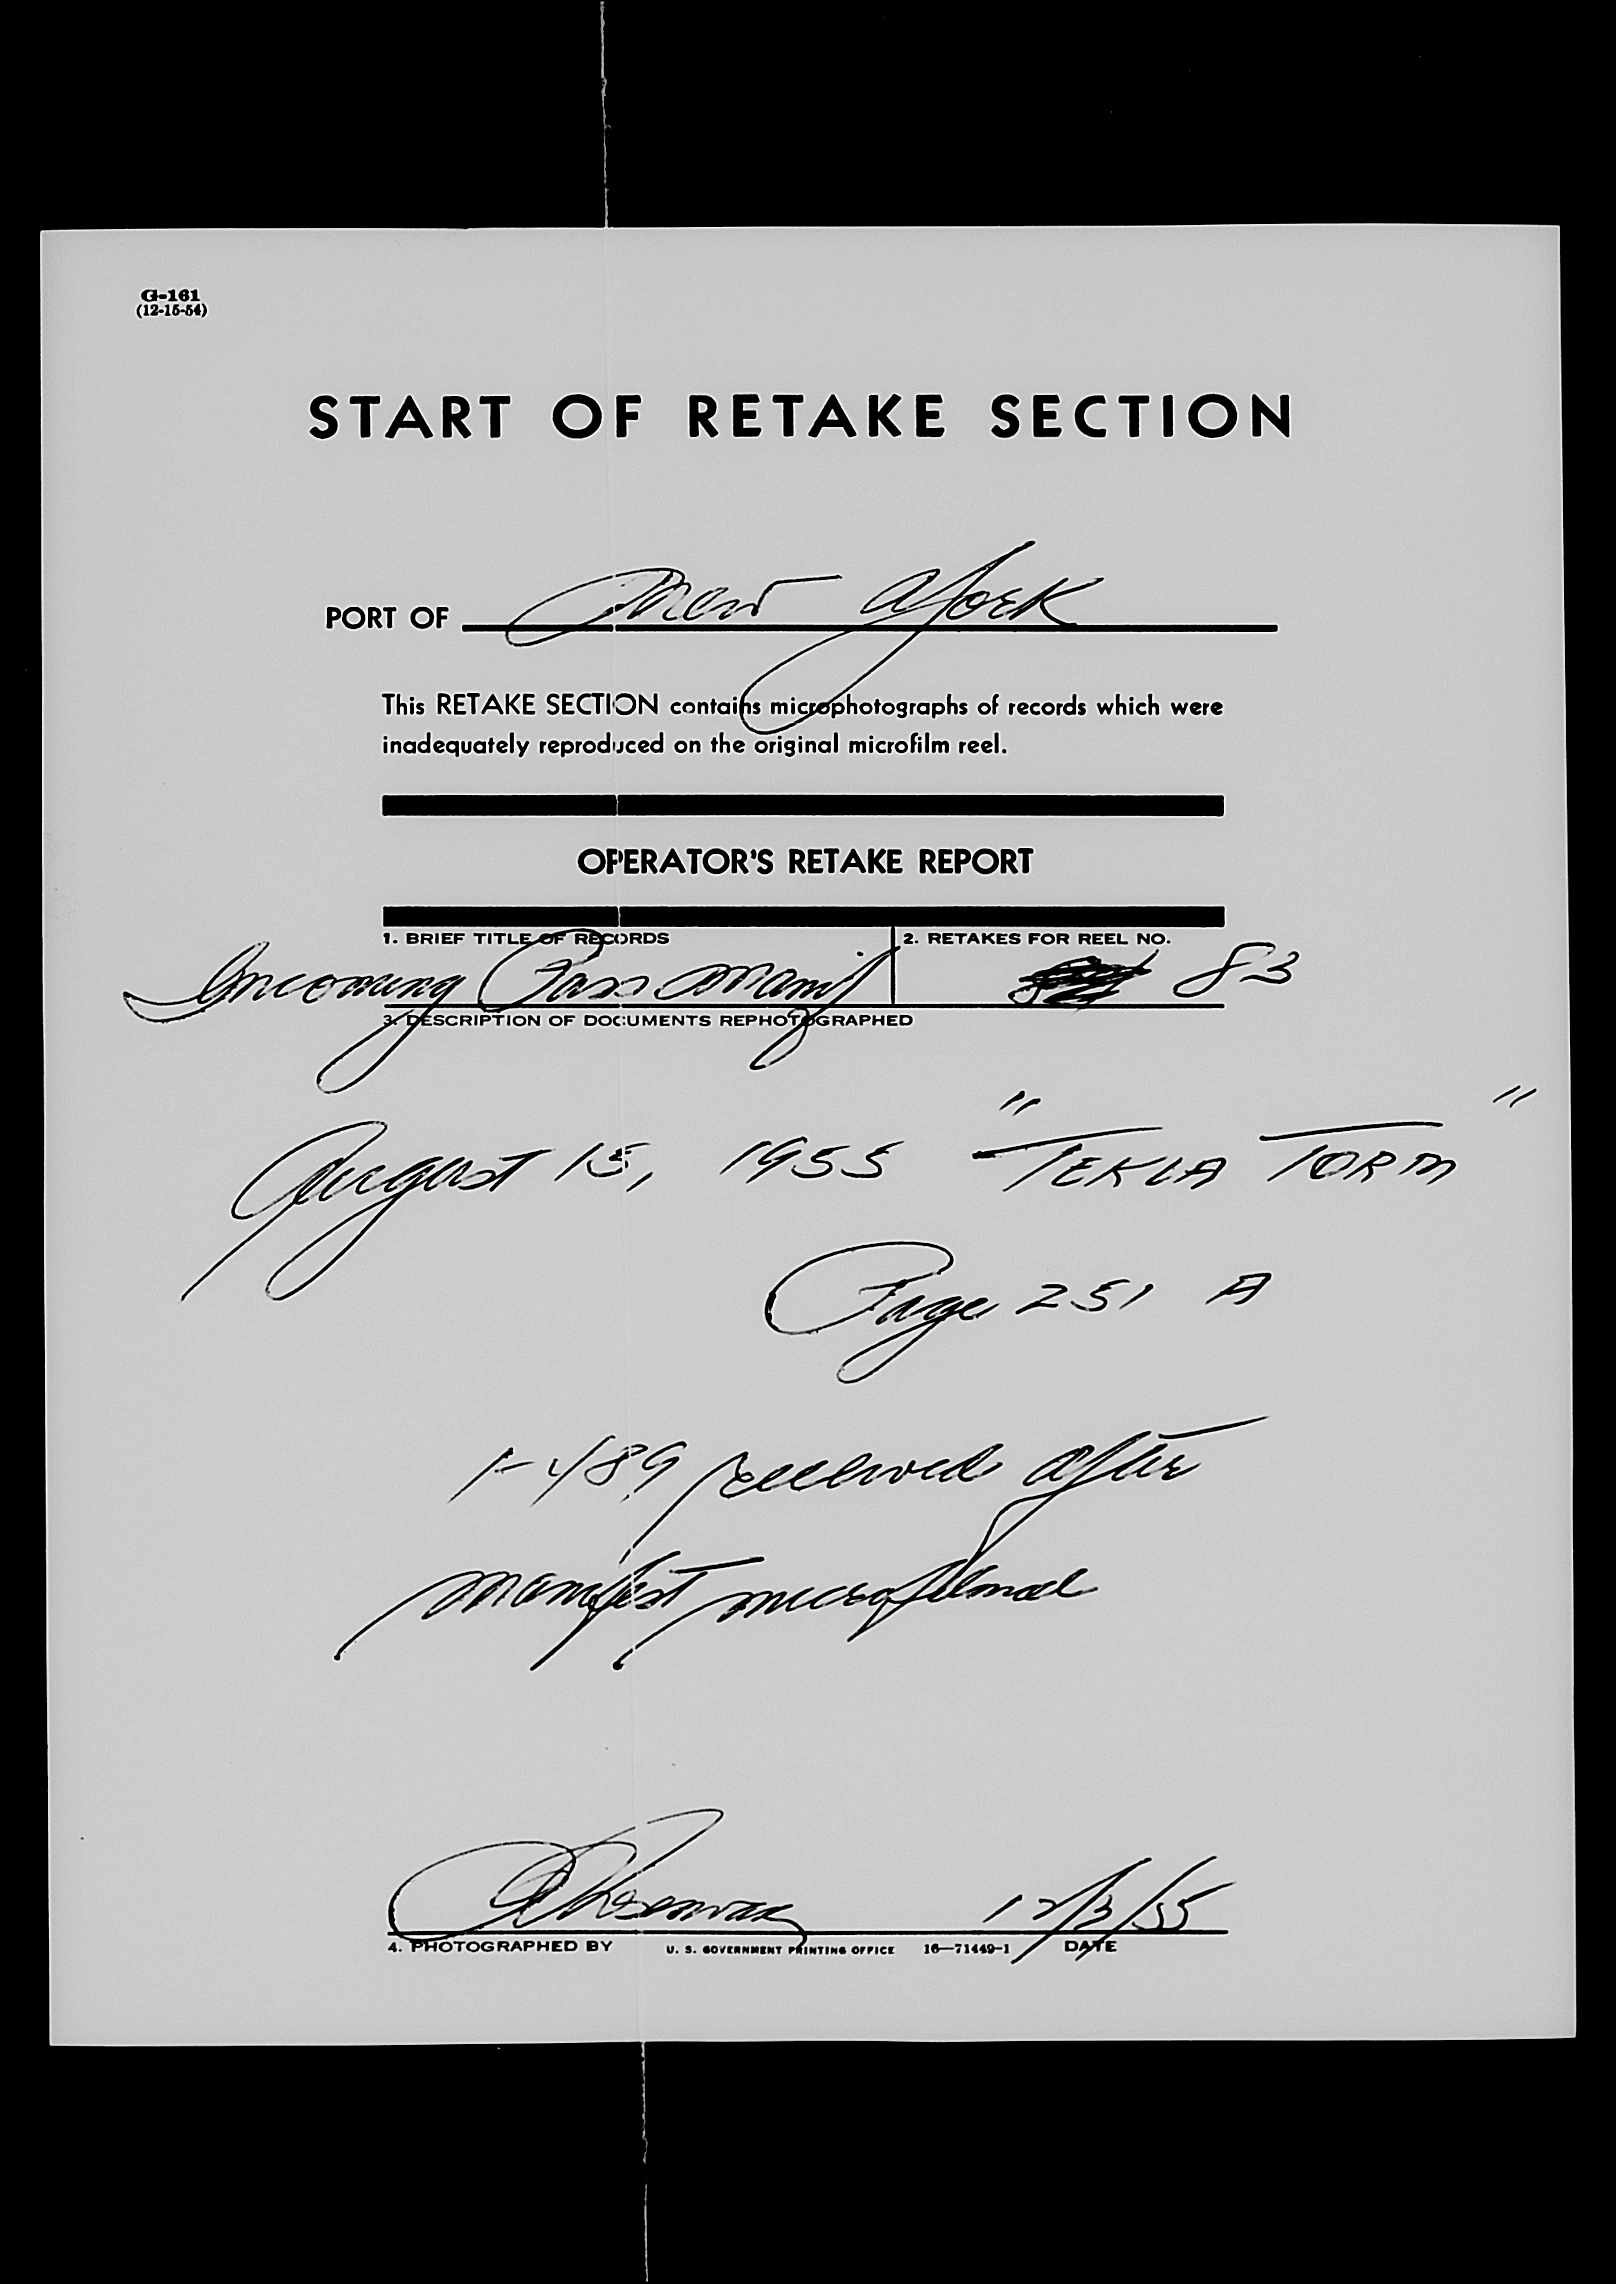 G-161
(12-15-54)
START OF RETAKE SECTION
PORT OF New York
This RETAKE SECTION contains microphotographs of records which were
inadequately reproduced on the original microfilm reel.
OPERATOR'S RETAKE REPORT
1. BRIEF TITLE OF RECORDS 2. RETAKES FOR REEL NO.
Incoming Pass Manif 83
3. DESCRIPTION OF DOCUMENTS REPHOTOGRAPHED
August 15, 1955 "TEKLA TORM"
Page 251 A
I-489 received after
manifest microfilmed
12/3/55
4. PHOTOGRAPHED BY U. S. GOVERNMENT PRINTING OFFICE 16—71449-1 DATE